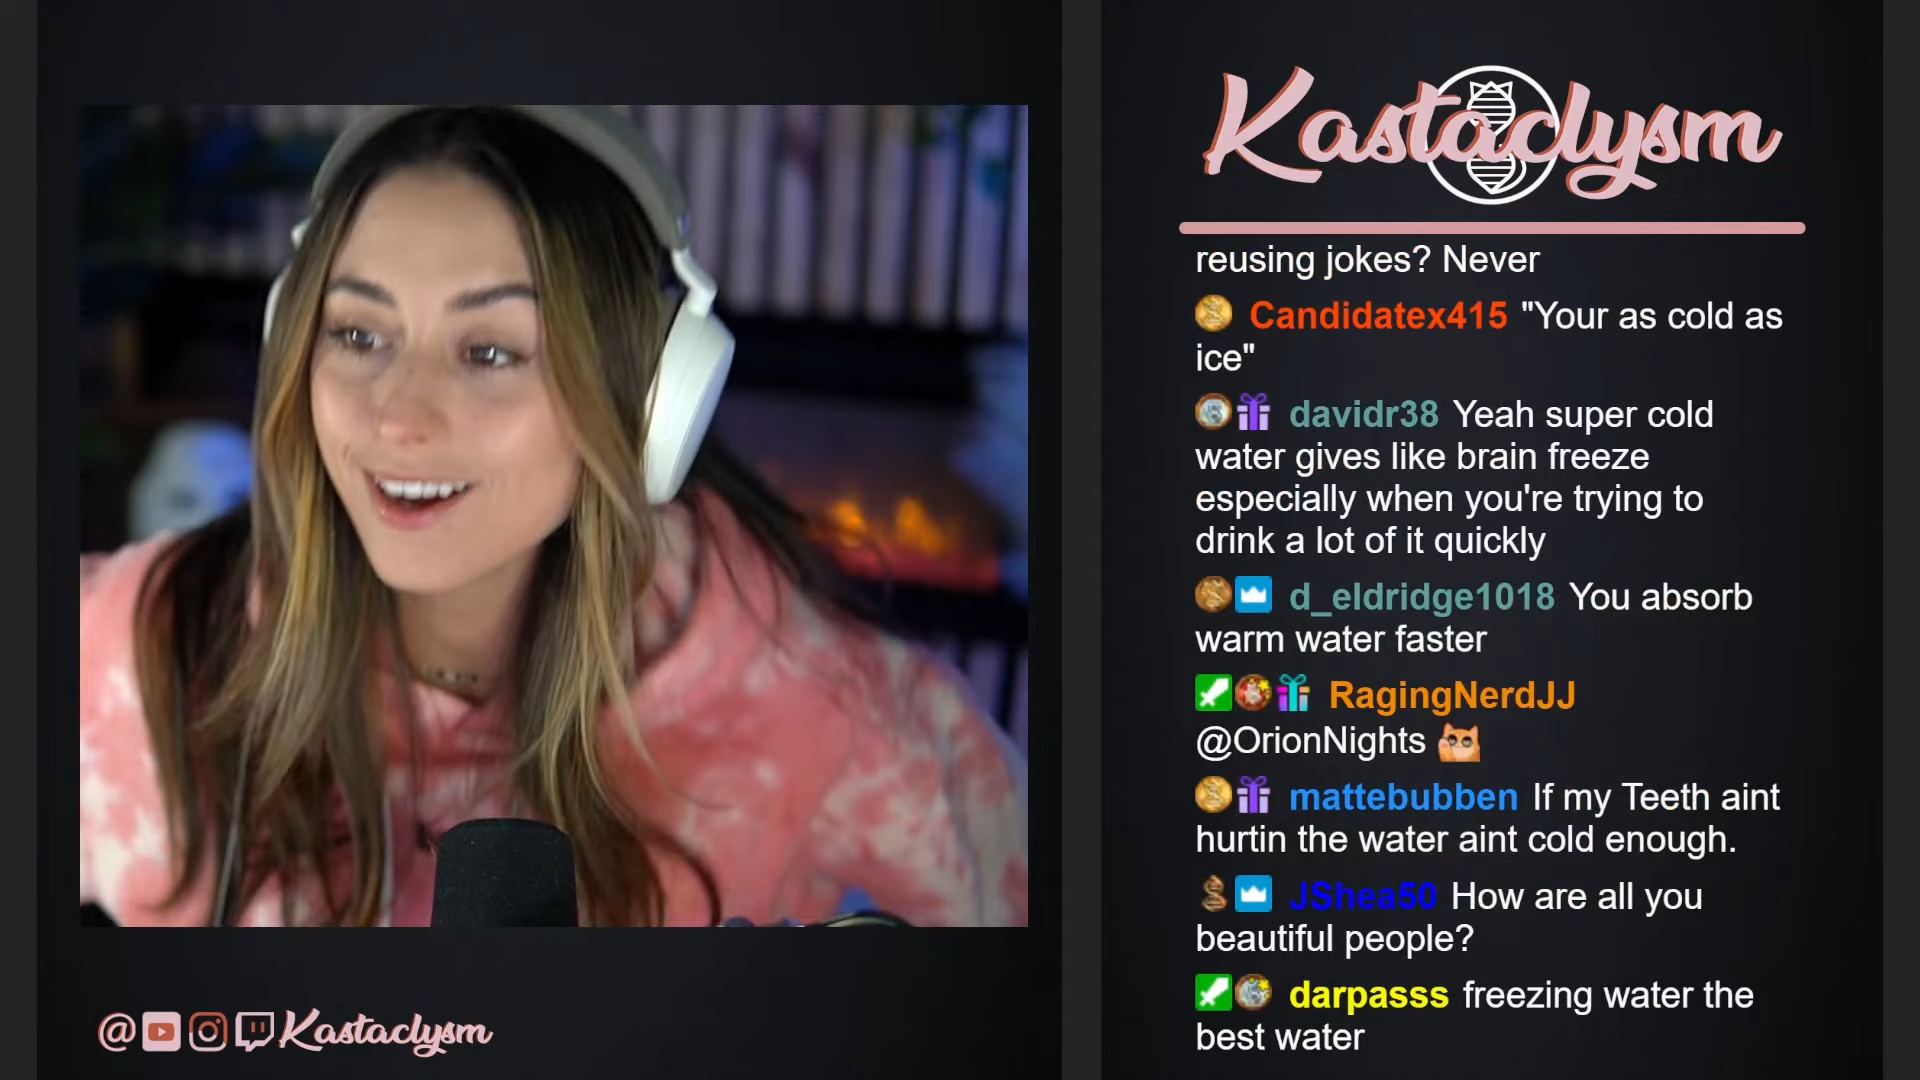 Kastaclysm
reusing jokes? Never
Candidatex415 "Your as cold as
ice"
davidr38 Yeah super cold
water gives like brain freeze
especially when you're trying to
drink a lot of it quickly
d_eldridge1018 You absorb
warm water faster
RagingNerdJJ
@OrionNights
mattebubben If my Teeth aint
hurtin the water aint cold enough.
JShea50 How are all you
beautiful people?
darpasss freezing water the
best water
@ Kastaclysm